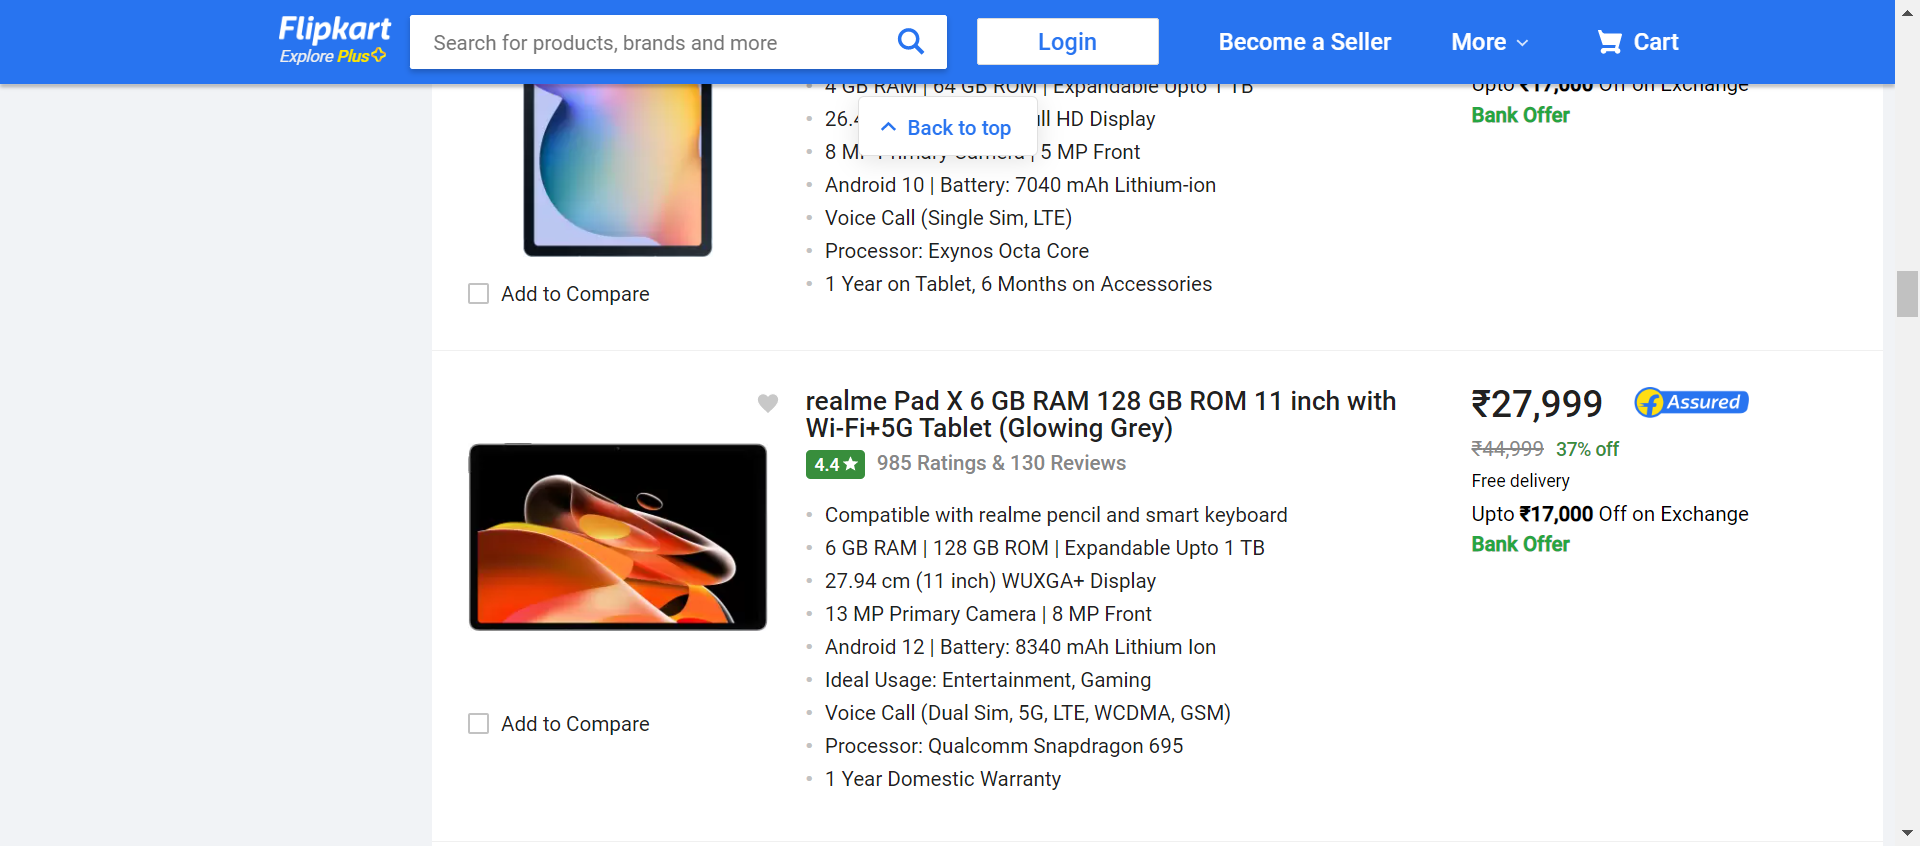 Flipkart
Explore Plus
Search for products, brands and more
Login
Become a Seller
More
Cart
4 GB RAM | 64 GB ROM | Expandable Upto 1 TB
Upto ₹17,000 Off on Exchange
Bank Offer
Back to top
26.4
HD Display
8 MP Primary Camera | 5 MP Front
Android 10 | Battery: 7040 mAh Lithium-ion
Voice Call (Single Sim, LTE)
Processor: Exynos Octa Core
1 Year on Tablet, 6 Months on Accessories
Add to Compare
realme Pad X 6 GB RAM 128 GB ROM 11 inch with
Wi-Fi+5G Tablet (Glowing Grey)
4.4★ 985 Ratings & 130 Reviews
Compatible with realme pencil and smart keyboard
6 GB RAM | 128 GB ROM | Expandable Upto 1 TB
27.94 cm (11 inch) WUXGA+ Display
13 MP Primary Camera | 8 MP Front
Android 12 | Battery: 8340 mAh Lithium Ion
Ideal Usage: Entertainment, Gaming
Voice Call (Dual Sim, 5G, LTE, WCDMA, GSM)
Processor: Qualcomm Snapdragon 695
1 Year Domestic Warranty
Add to Compare
₹27,999
Assured
₹44,999 37% off
Free delivery
Upto ₹17,000 Off on Exchange
Bank Offer